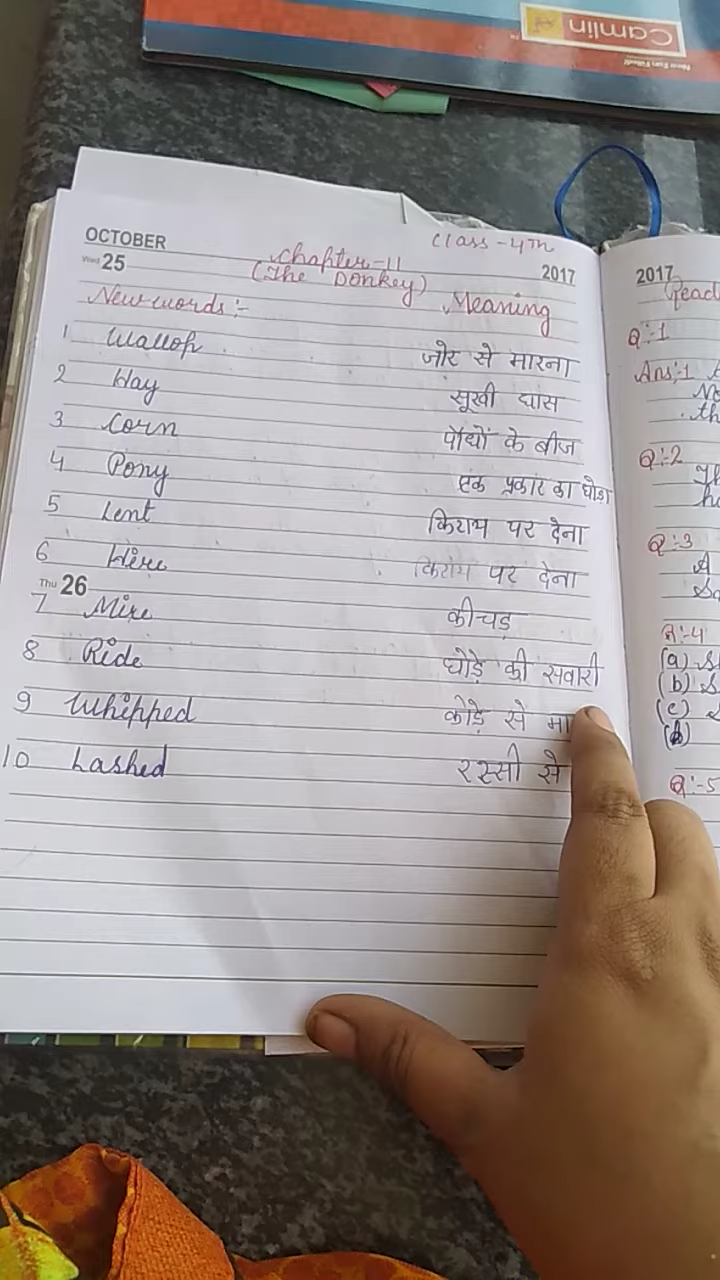 Camlin
OCTOBER
Class - 4Th
Wed 25
Chapter - 11
2017
(The Donkey)
New words :- Meaning
1 Wallop जोर से मारना
2 Hay सूखी घास
3 Corn पौधों के बीज
4 Pony एक प्रकार का घोड़ा
5 Lent किराय पर देना
6 Hire किराय पर देना
Thu 26
7 Mire कीचड़
8 Ride घोड़े की सवारी
9 Whipped कोड़े से मा
10 Lashed रस्सी से
2017
Read
Q:-1
Ans:-1
th
Q:-2
Q:-3
A
Q:-4
(a)
(b)
(c)
Q:-5